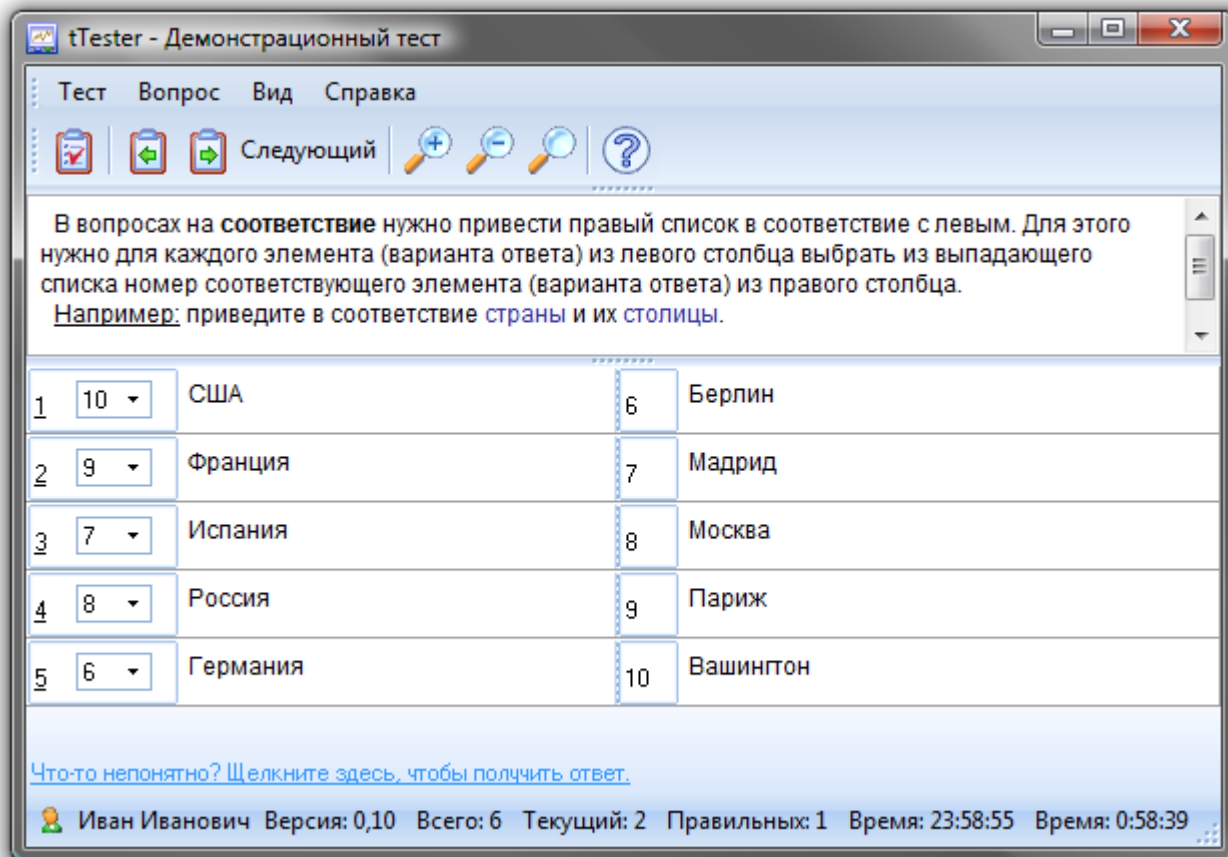 tTester - Демонстрационный тест
Тест Вопрос Вид Справка
Следующий
В вопросах на соответствие нужно привести правый список в соответствие с левым. Для этого
нужно для каждого элемента (варианта ответа) из левого столбца выбрать из выпадающего
списка номер соответствующего элемента (варианта ответа) из правого столбца.
Например: приведите в соответствие страны и их столицы.
1 10 США 6 Берлин
2 9 Франция 7 Мадрид
3 7 Испания 8 Москва
4 8 Россия 9 Париж
5 6 Германия 10 Вашингтон
Что-то непонятно? Щелкните здесь, чтобы полччить ответ.
Иван Иванович Версия: 0,10 Всего: 6 Текущий: 2 Правильных: 1 Время: 23:58:55 Время: 0:58:39